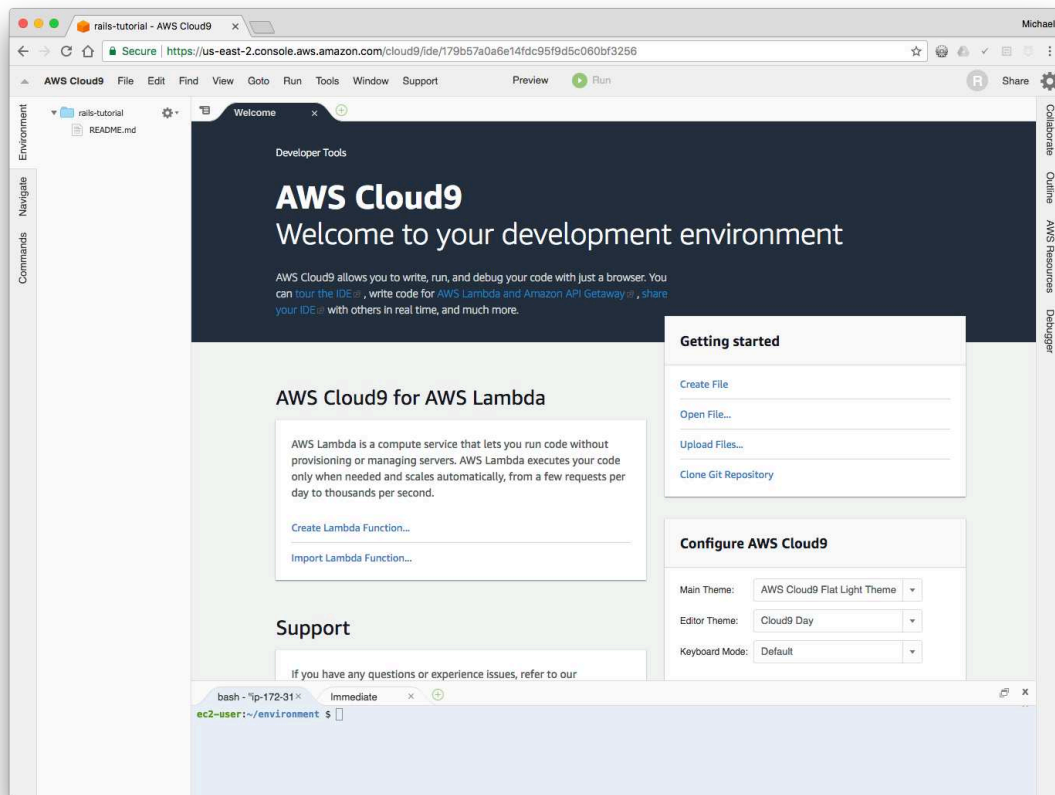 rails-tutorial - AWS Cloud9
Michael
Secure https://us-east-2.console.aws.amazon.com/cloud9/ide/179b57a0a6e14fdc95f9d5c060bf3256
AWS Cloud9 File Edit Find View Goto Run Tools Window Support Preview Run R Share
Environment
Navigate
Commands
rails-tutorial
README.md
Welcome
Developer Tools
AWS Cloud9
Welcome to your development environment
AWS Cloud9 allows you to write, run, and debug your code with just a browser. You
can tour the IDE, write code for AWS Lambda and Amazon API Getaway, share
your IDE with others in real time, and much more.
Getting started
Create File
Open File...
Upload Files...
Clone Git Repository
AWS Cloud9 for AWS Lambda
AWS Lambda is a compute service that lets you run code without
provisioning or managing servers. AWS Lambda executes your code
only when needed and scales automatically, from a few requests per
day to thousands per second.
Create Lambda Function...
Import Lambda Function...
Configure AWS Cloud9
Main Theme: AWS Cloud9 Flat Light Theme
Editor Theme: Cloud9 Day
Keyboard Mode: Default
Support
If you have any questions or experience issues, refer to our
Collaborate
Outline
AWS Resources
Debugger
bash - "ip-172-31 Immediate
ec2-user:~/environment $